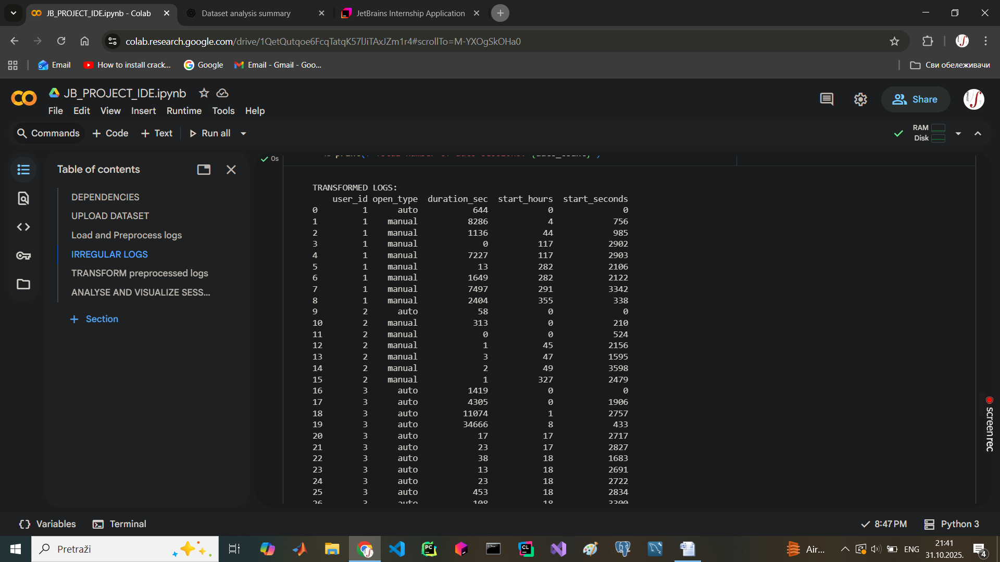 JB_PROJECT_IDE.ipynb - Colab
Dataset analysis summary
JetBrains Internship Application
colab.research.google.com/drive/1QetQutqoe6FcqTatqK57lJiTAxJZm1r4#scrollTo=M-YXOgSkOHa0
Email
How to install crack...
Google
Email - Gmail - Goo...
Сви обележивачи
JB_PROJECT_IDE.ipynb
File Edit View Insert Runtime Tools Help
Share
Commands + Code + Text Run all
RAM
Disk
0s
Table of contents
DEPENDENCIES
UPLOAD DATASET
Load and Preprocess logs
IRREGULAR LOGS
TRANSFORM preprocessed logs
ANALYSE AND VISUALIZE SESS...
+ Section
TRANSFORMED LOGS:
user_id open_type duration_sec start_hours start_seconds
0 1 auto 644 0 0
1 1 manual 8286 4 756
2 1 manual 1136 44 985
3 1 manual 0 117 2902
4 1 manual 7227 117 2903
5 1 manual 13 282 2106
6 1 manual 1649 282 2122
7 1 manual 7497 291 3342
8 1 manual 2404 355 338
9 2 auto 58 0 0
10 2 manual 313 0 210
11 2 manual 0 0 524
12 2 manual 1 45 2156
13 2 manual 3 47 1595
14 2 manual 2 49 3598
15 2 manual 1 327 2479
16 3 auto 1419 0 0
17 3 auto 4305 0 1906
18 3 auto 11074 1 2757
19 3 auto 34666 8 433
20 3 auto 17 17 2717
21 3 auto 23 17 2827
22 3 auto 38 18 1683
23 3 auto 13 18 2691
24 3 auto 23 18 2722
25 3 auto 453 18 2834
26 3 auto 108 18 3300
screenrec
Variables
Terminal
8:47 PM
Python 3
Pretraži
Air...
ENG
21:41
31.10.2025.
4